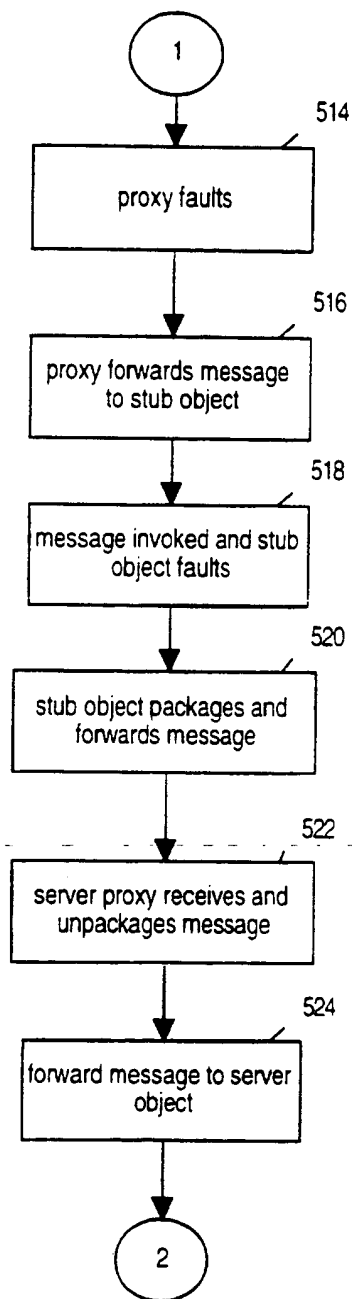 1
514
proxy faults
516
proxy forwards message
to stub object
518
message invoked and stub
object faults
520
stub object packages and
forwards message
522
server proxy receives and
unpackages message
524
forward message to server
object
2